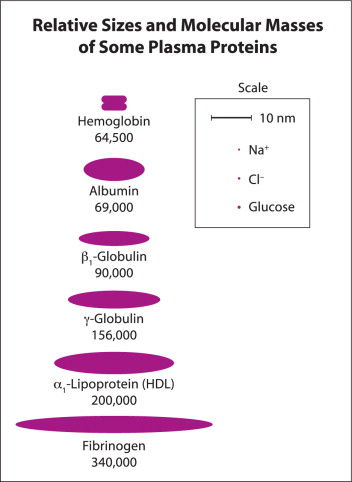 Relative Sizes and Molecular Masses
of Some Plasma Proteins
Scale
10 nm
Na⁺
Cl⁻
Glucose
Hemoglobin
64,500
Albumin
69,000
β₁-Globulin
90,000
γ-Globulin
156,000
α₁-Lipoprotein (HDL)
200,000
Fibrinogen
340,000